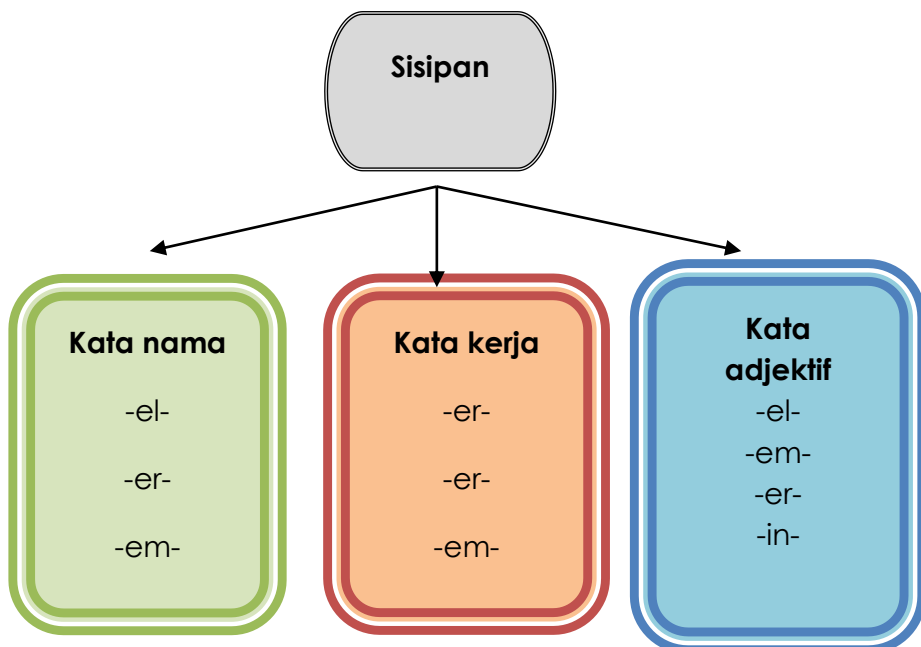 Sisipan
Kata nama
-el-
-er-
-em-
Kata kerja
-er-
-er-
-em-
Kata
adjektif
-el-
-em-
-er-
-in-